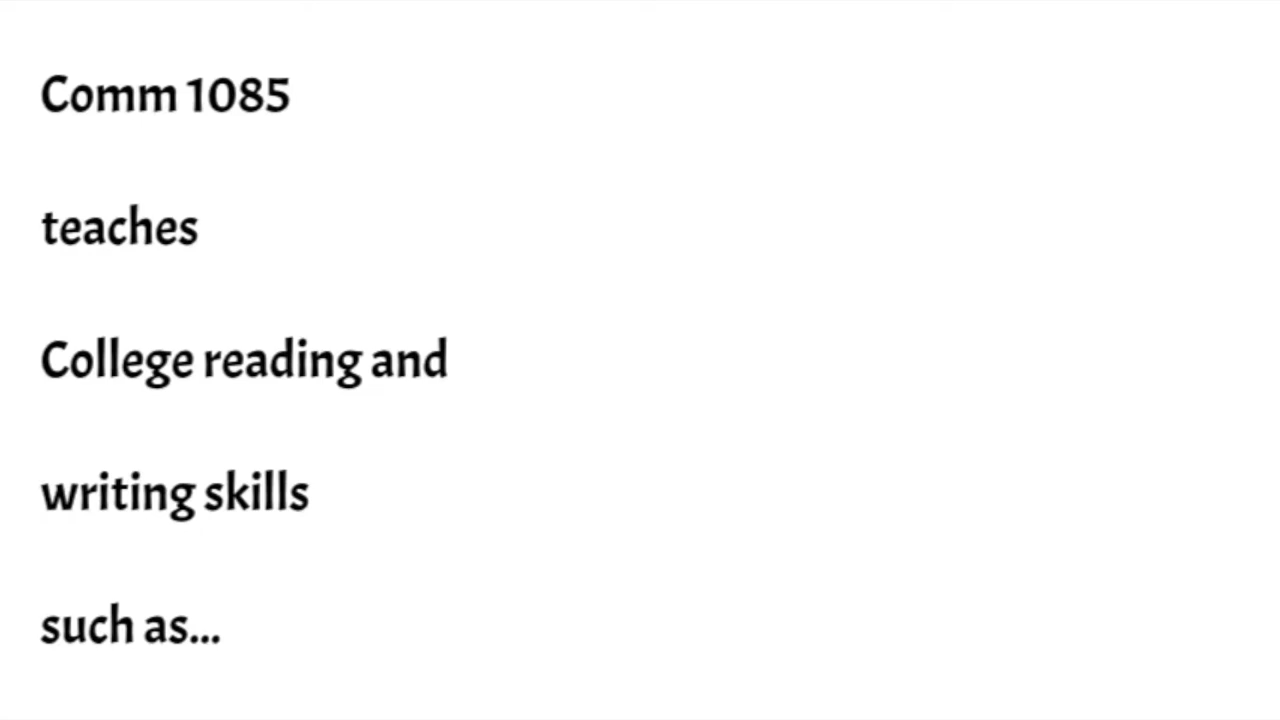 Comm 1085
teaches
College reading and
writing skills
such as...